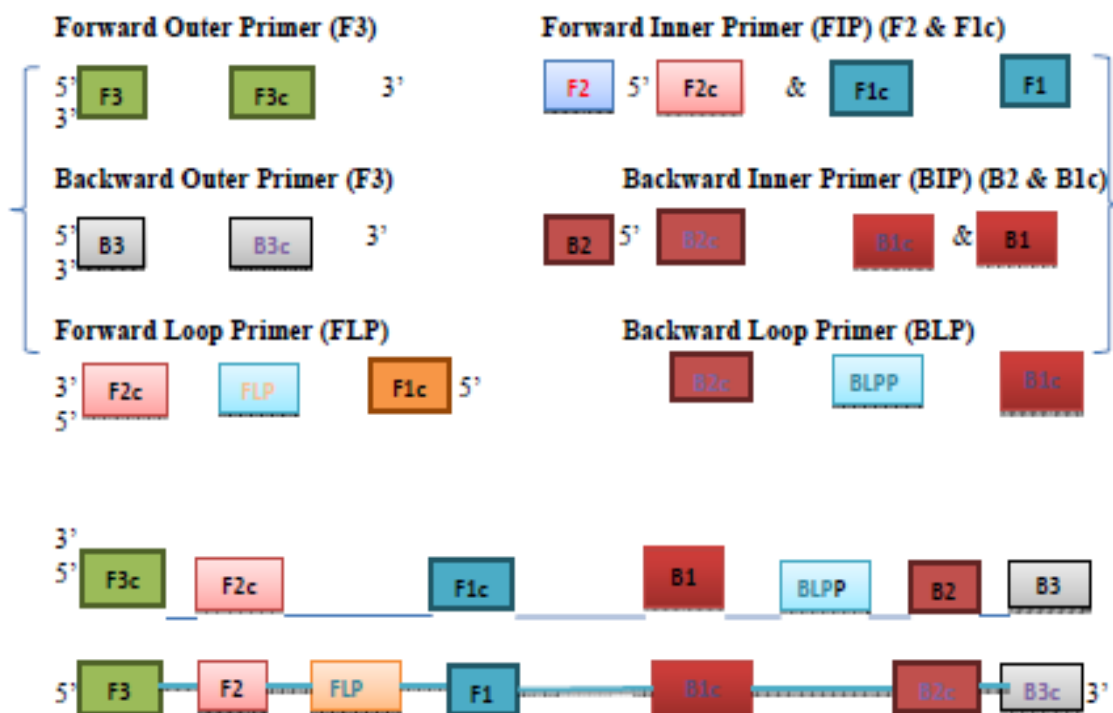 Forward Outer Primer (F3)
Forward Inner Primer (FIP) (F2 & F1c)
5’ F3 F3c 3’
3’
F2 5’ F2c & F1c F1
Backward Outer Primer (F3)
Backward Inner Primer (BIP) (B2 & B1c)
5’ B3 B3c 3’
3’
B2 5’ B2c B1c & B1
Forward Loop Primer (FLP)
Backward Loop Primer (BLP)
3’ F2c FLP F1c 5’
5’
B2c BLPP B1c
3’
5’ F3c F2c F1c B1 BLPP B2 B3
5’ F3 F2 FLP F1 B1c B2c B3c 3’